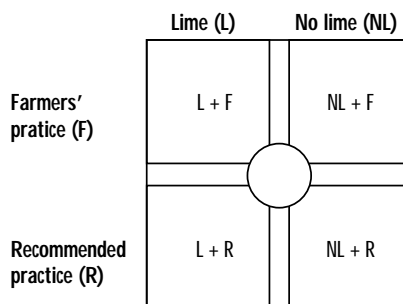 Lime (L) No lime (NL)
Farmers'
pratice (F)
L + F NL + F
Recommended
practice (R)
L + R NL + R